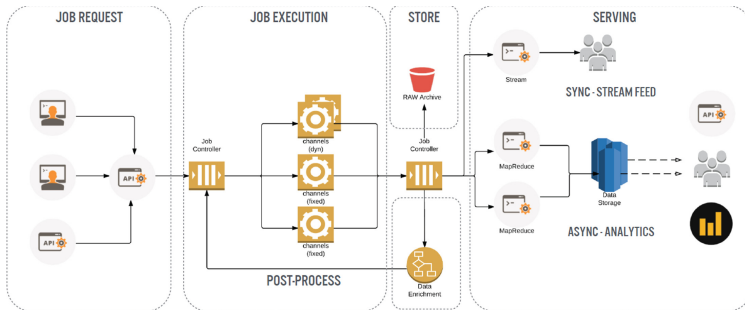 JOB REQUEST
JOB EXECUTION
STORE
SERVING
Stream
SYNC - STREAM FEED
RAW Archive
API
API
API
Job
Controller
channels
(dyn)
channels
(fixed)
channels
(fixed)
Job
Controller
MapReduce
MapReduce
Data
Storage
ASYNC - ANALYTICS
POST-PROCESS
Data
Enrichment